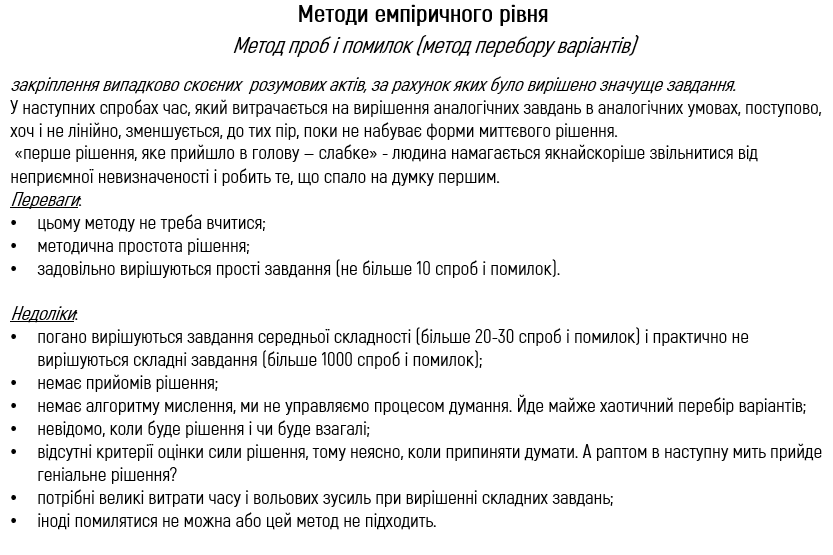 Методи емпіричного рівня
Метод проб і помилок (метод перебору варіантів)
закріплення випадково скоєних розумових актів, за рахунок яких було вирішено значуще завдання.
У наступних спробах час, який витрачається на вирішення аналогічних завдань в аналогічних умовах, поступово,
хоч і не лінійно, зменшується, до тих пір, поки не набуває форми миттєвого рішення.
«перше рішення, яке прийшло в голову – слабке» - людина намагається якнайскоріше звільнитися від
неприємної невизначеності і робить те, що спало на думку першим.
Переваги:
• цьому методу не треба вчитися;
• методична простота рішення;
• задовільно вирішуються прості завдання (не більше 10 спроб і помилок).
Недоліки:
• погано вирішуються завдання середньої складності (більше 20-30 спроб і помилок) і практично не
вирішуються складні завдання (більше 1000 спроб і помилок);
• немає прийомів рішення;
• немає алгоритму мислення, ми не управляємо процесом думання. Йде майже хаотичний перебір варіантів;
• невідомо, коли буде рішення і чи буде взагалі;
• відсутні критерії оцінки сили рішення, тому неясно, коли припиняти думати. А раптом в наступну мить прийде
геніальне рішення?
• потрібні великі витрати часу і вольових зусиль при вирішенні складних завдань;
• іноді помилятися не можна або цей метод не підходить.